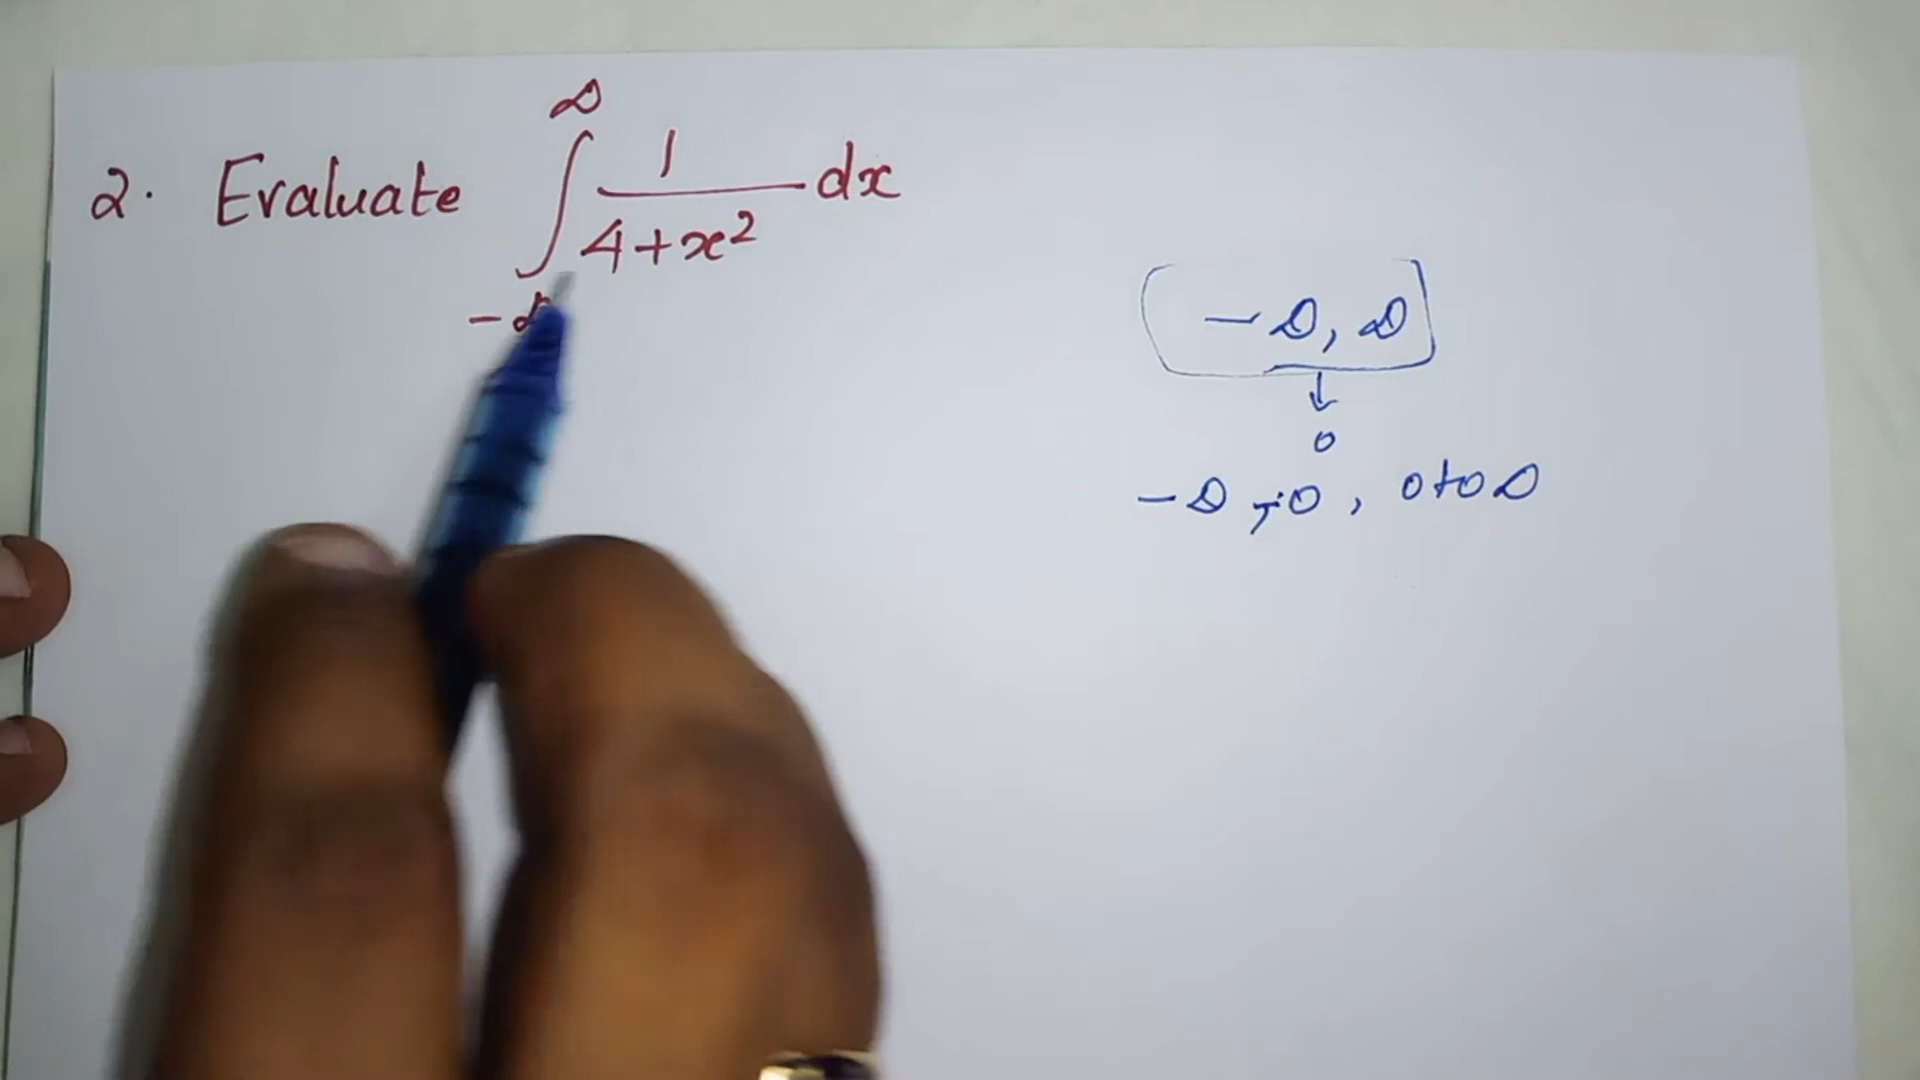 2. Evaluate ∫_{-∞}^{∞} 1/(4+x²) dx
-∞, ∞
↓
0
-∞ to 0, 0 to ∞